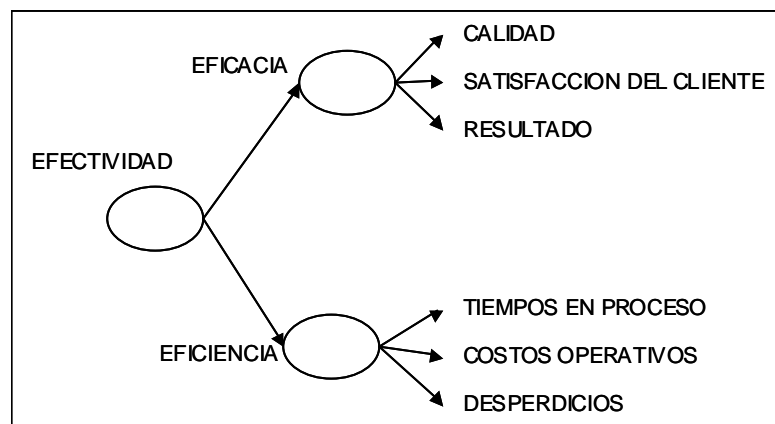 CALIDAD
EFICACIA
SATISFACCION DEL CLIENTE
RESULTADO
EFECTIVIDAD
TIEMPOS EN PROCESO
EFICIENCIA
COSTOS OPERATIVOS
DESPERDICIOS